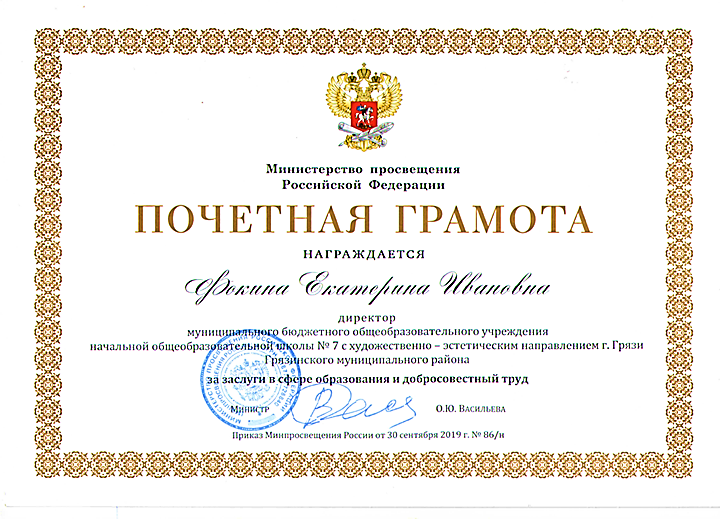 Министерство просвещения
Российской Федерации
ПОЧЕТНАЯ ГРАМОТА
НАГРАЖДАЕТСЯ
Фокина Екатерина Ивановна
директор
муниципального бюджетного общеобразовательного учреждения
начальной общеобразовательной школы № 7 с художественно – эстетическим направлением г. Грязи
Грязинского муниципального района
за заслуги в сфере образования и добросовестный труд
Министр О.Ю. Васильева
Приказ Минпросвещения России от 30 сентября 2019 г. № 86/н